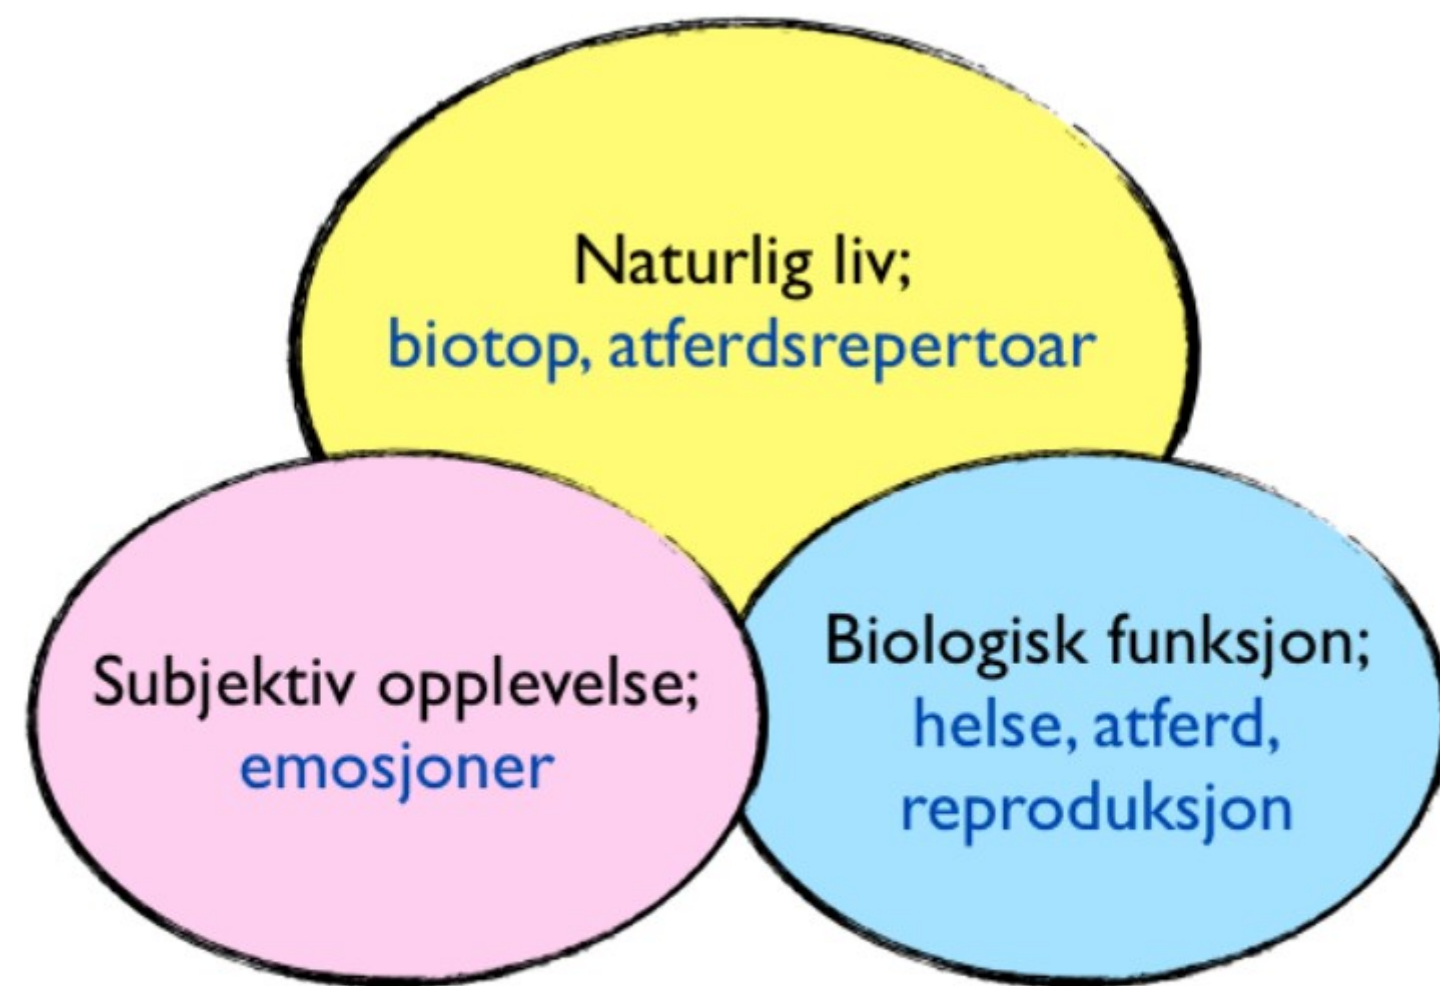 Naturlig liv;
biotop, atferdsrepertoar
Subjektiv opplevelse;
emosjoner
Biologisk funksjon;
helse, atferd,
reproduksjon